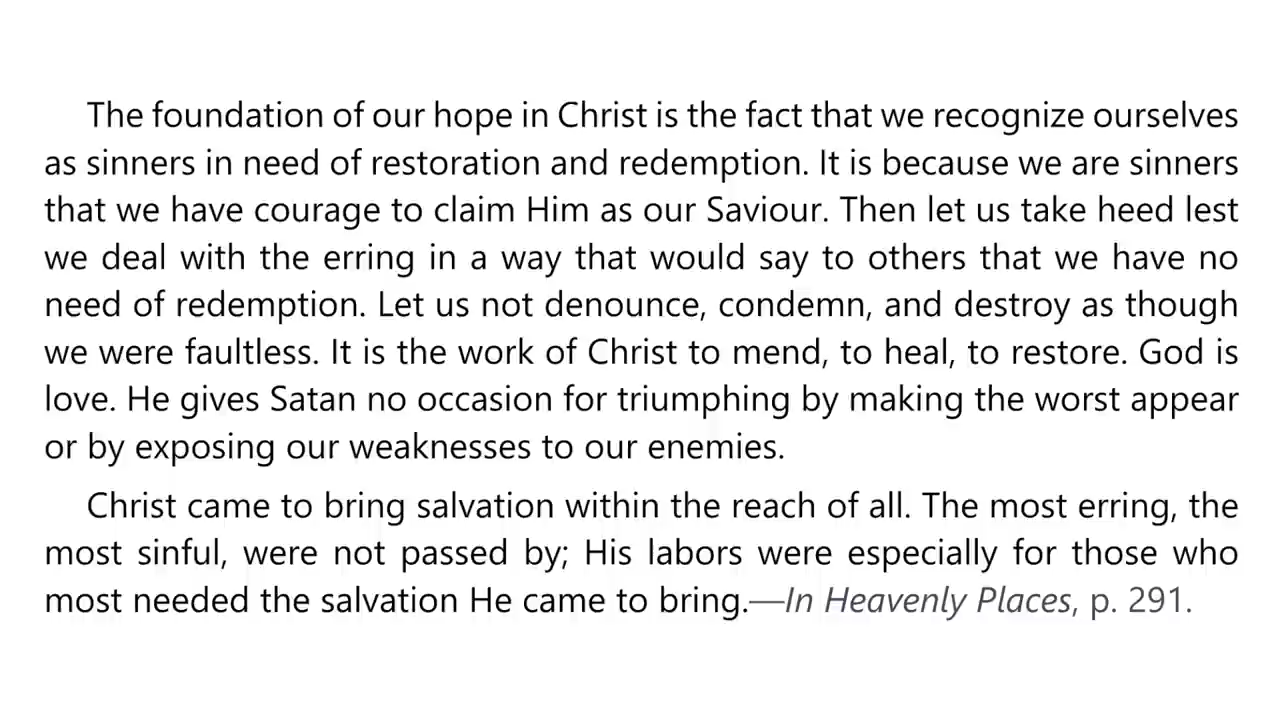 The foundation of our hope in Christ is the fact that we recognize ourselves
as sinners in need of restoration and redemption. It is because we are sinners
that we have courage to claim Him as our Saviour. Then let us take heed lest
we deal with the erring in a way that would say to others that we have no
need of redemption. Let us not denounce, condemn, and destroy as though
we were faultless. It is the work of Christ to mend, to heal, to restore. God is
love. He gives Satan no occasion for triumphing by making the worst appear
or by exposing our weaknesses to our enemies.
Christ came to bring salvation within the reach of all. The most erring, the
most sinful, were not passed by; His labors were especially for those who
most needed the salvation He came to bring.—In Heavenly Places, p. 291.